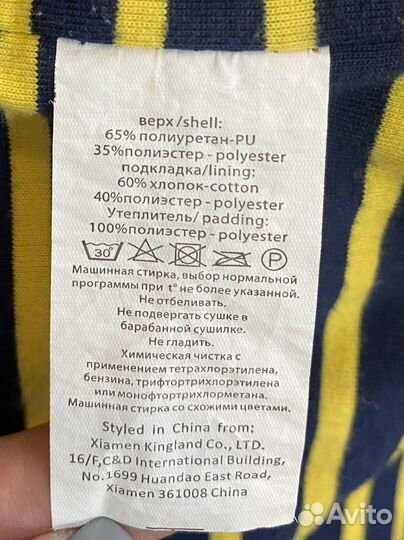 верх/shell:
65% полиуретан-PU
35%полиэстер - polyester
подкладка/lining:
60% хлопок-cotton
40%полиэстер - polyester
Утеплитель/ padding:
100%полиэстер - polyester
30°
P
Машинная стирка, выбор нормальной
программы при t° не более указанной.
Не отбеливать.
Не подвергать сушке в
барабанной сушилке.
Не гладить.
Химическая чистка с
применением тетрахлорэтилена,
бензина, трифтортрихлорэтилена
или монофтортрихлорметана.
Машинная стирка со схожими цветами.
Styled in China from:
Xiamen Kingland Co., LTD.
16/F,C&D International Building,
No.1699 Huandao East Road,
Xiamen 361008 China
Avito